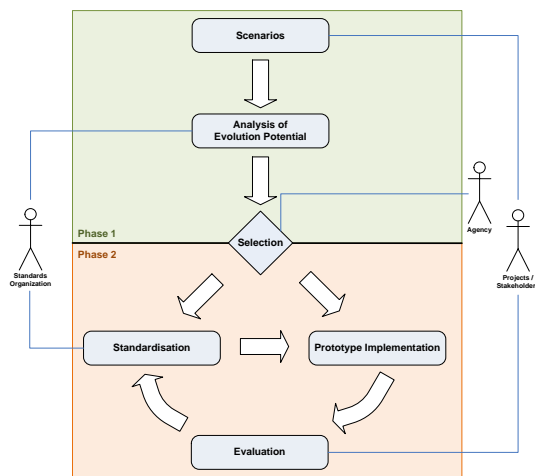 Scenarios
Analysis of
Evolution Potential
Phase 1
Selection
Agency
Phase 2
Standards
Organization
Projects /
Stakeholder
Standardisation
Prototype Implementation
Evaluation